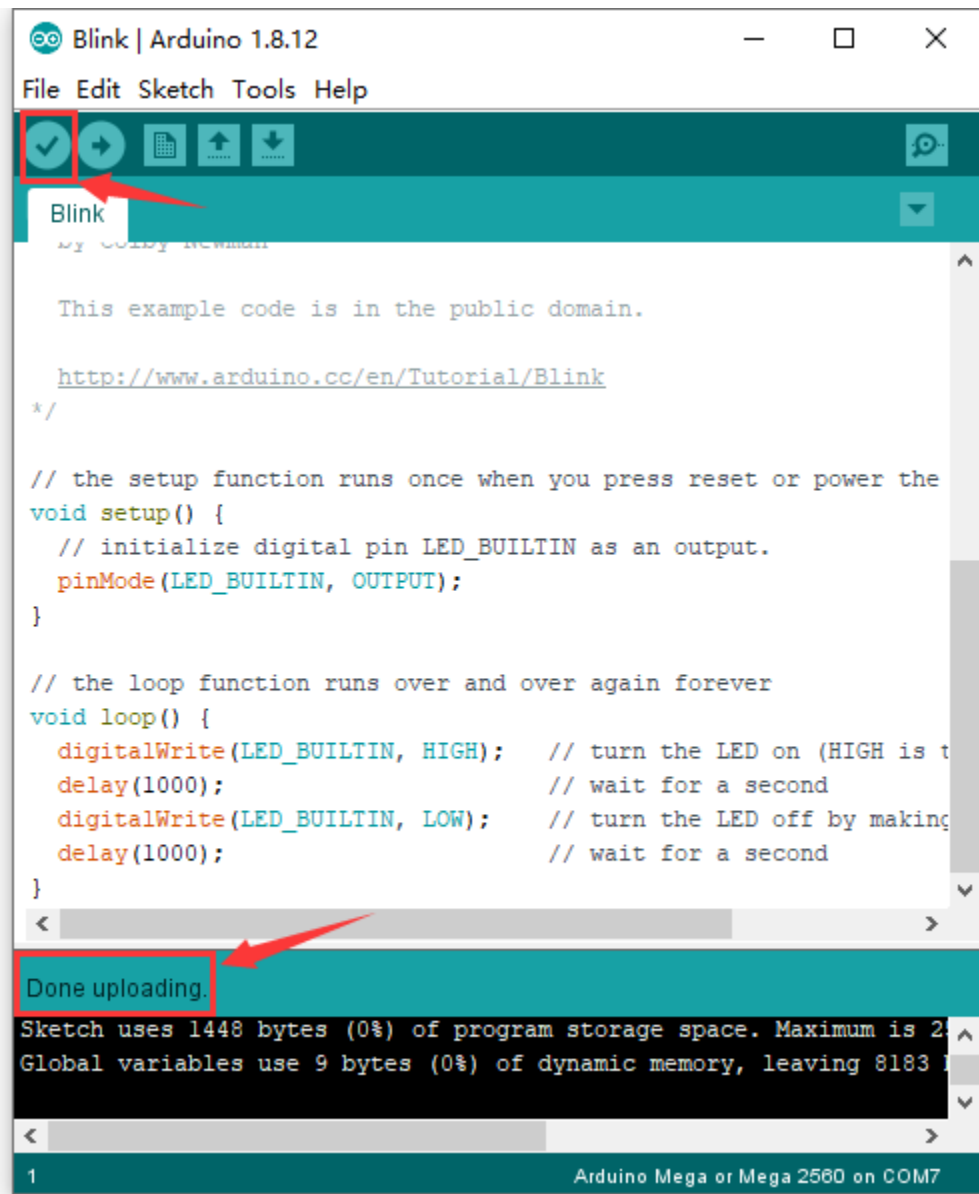 Blink | Arduino 1.8.12
File Edit Sketch Tools Help
Blink
by Colby Newman
This example code is in the public domain.
http://www.arduino.cc/en/Tutorial/Blink
*/
// the setup function runs once when you press reset or power the
void setup() {
// initialize digital pin LED_BUILTIN as an output.
pinMode(LED_BUILTIN, OUTPUT);
}
// the loop function runs over and over again forever
void loop() {
digitalWrite(LED_BUILTIN, HIGH);   // turn the LED on (HIGH is t
delay(1000);                       // wait for a second
digitalWrite(LED_BUILTIN, LOW);    // turn the LED off by making
delay(1000);                       // wait for a second
}
Done uploading.
Sketch uses 1448 bytes (0%) of program storage space. Maximum is 2
Global variables use 9 bytes (0%) of dynamic memory, leaving 8183
1
Arduino Mega or Mega 2560 on COM7